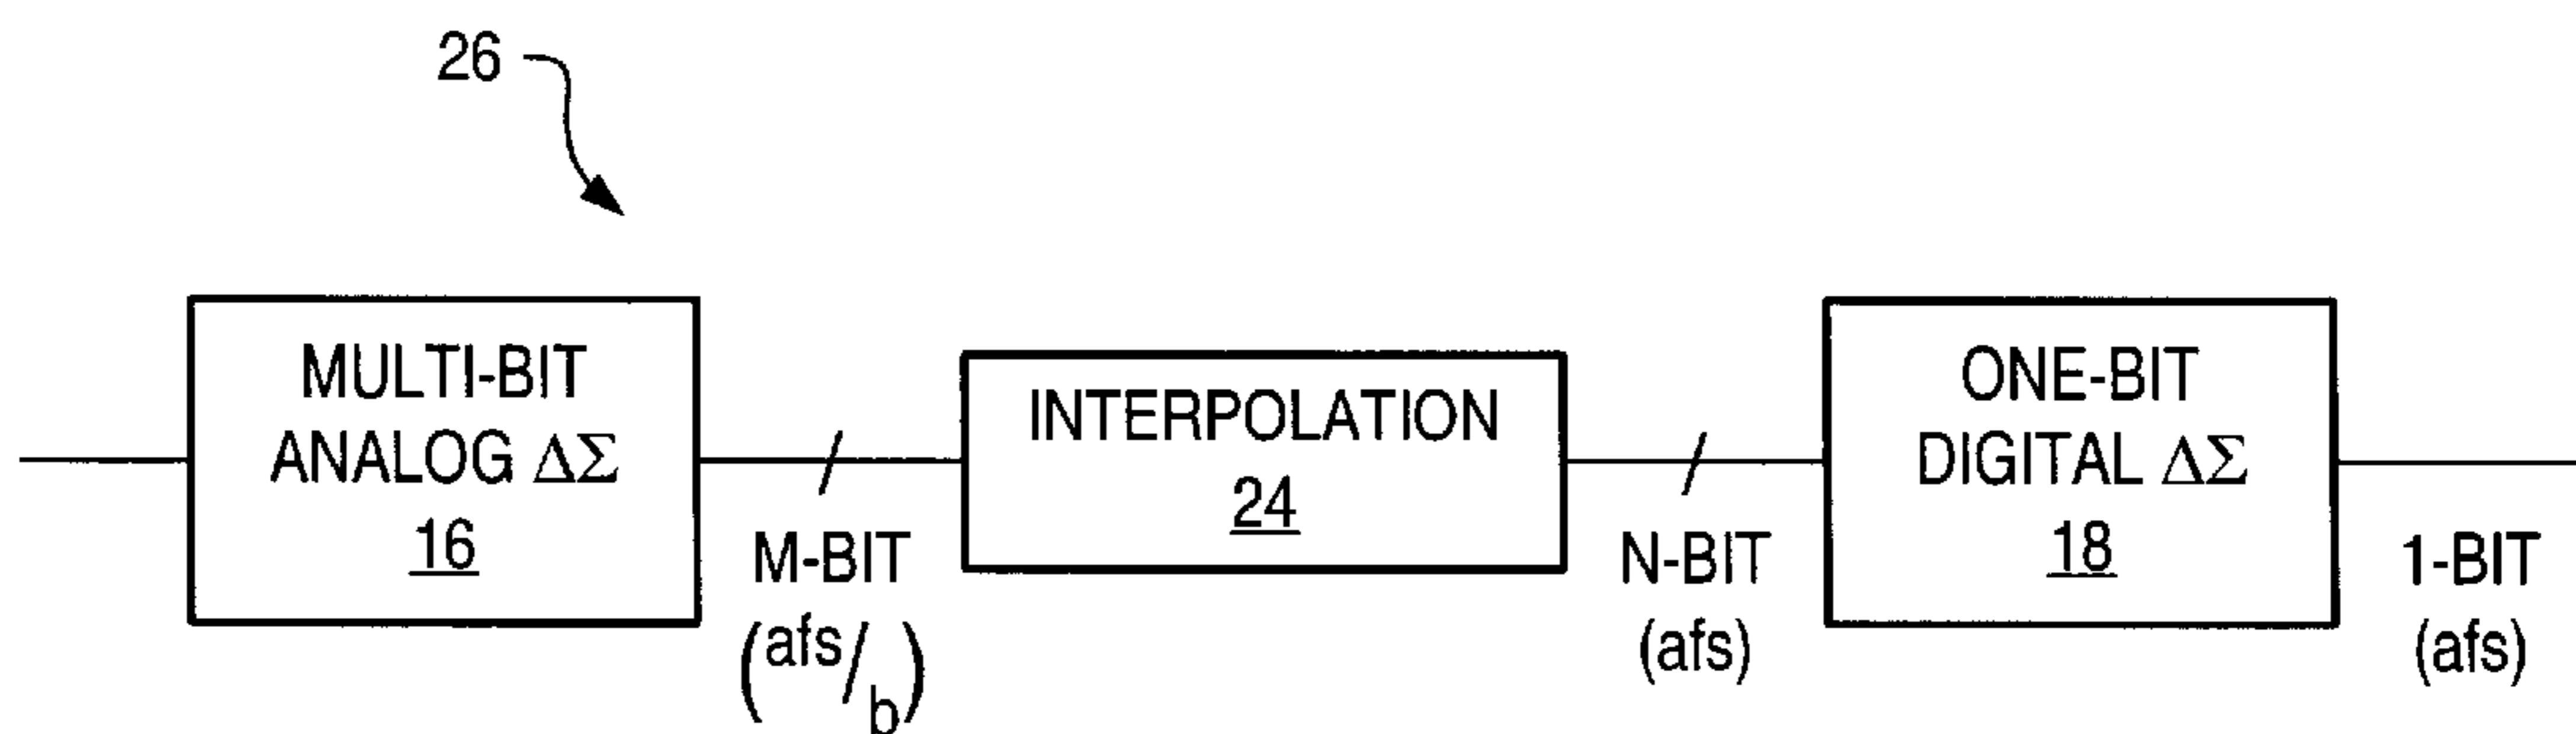 26
MULTI-BIT
ANALOG ΔΣ
16
M-BIT
(afs/b)
INTERPOLATION
24
N-BIT
(afs)
ONE-BIT
DIGITAL ΔΣ
18
1-BIT
(afs)